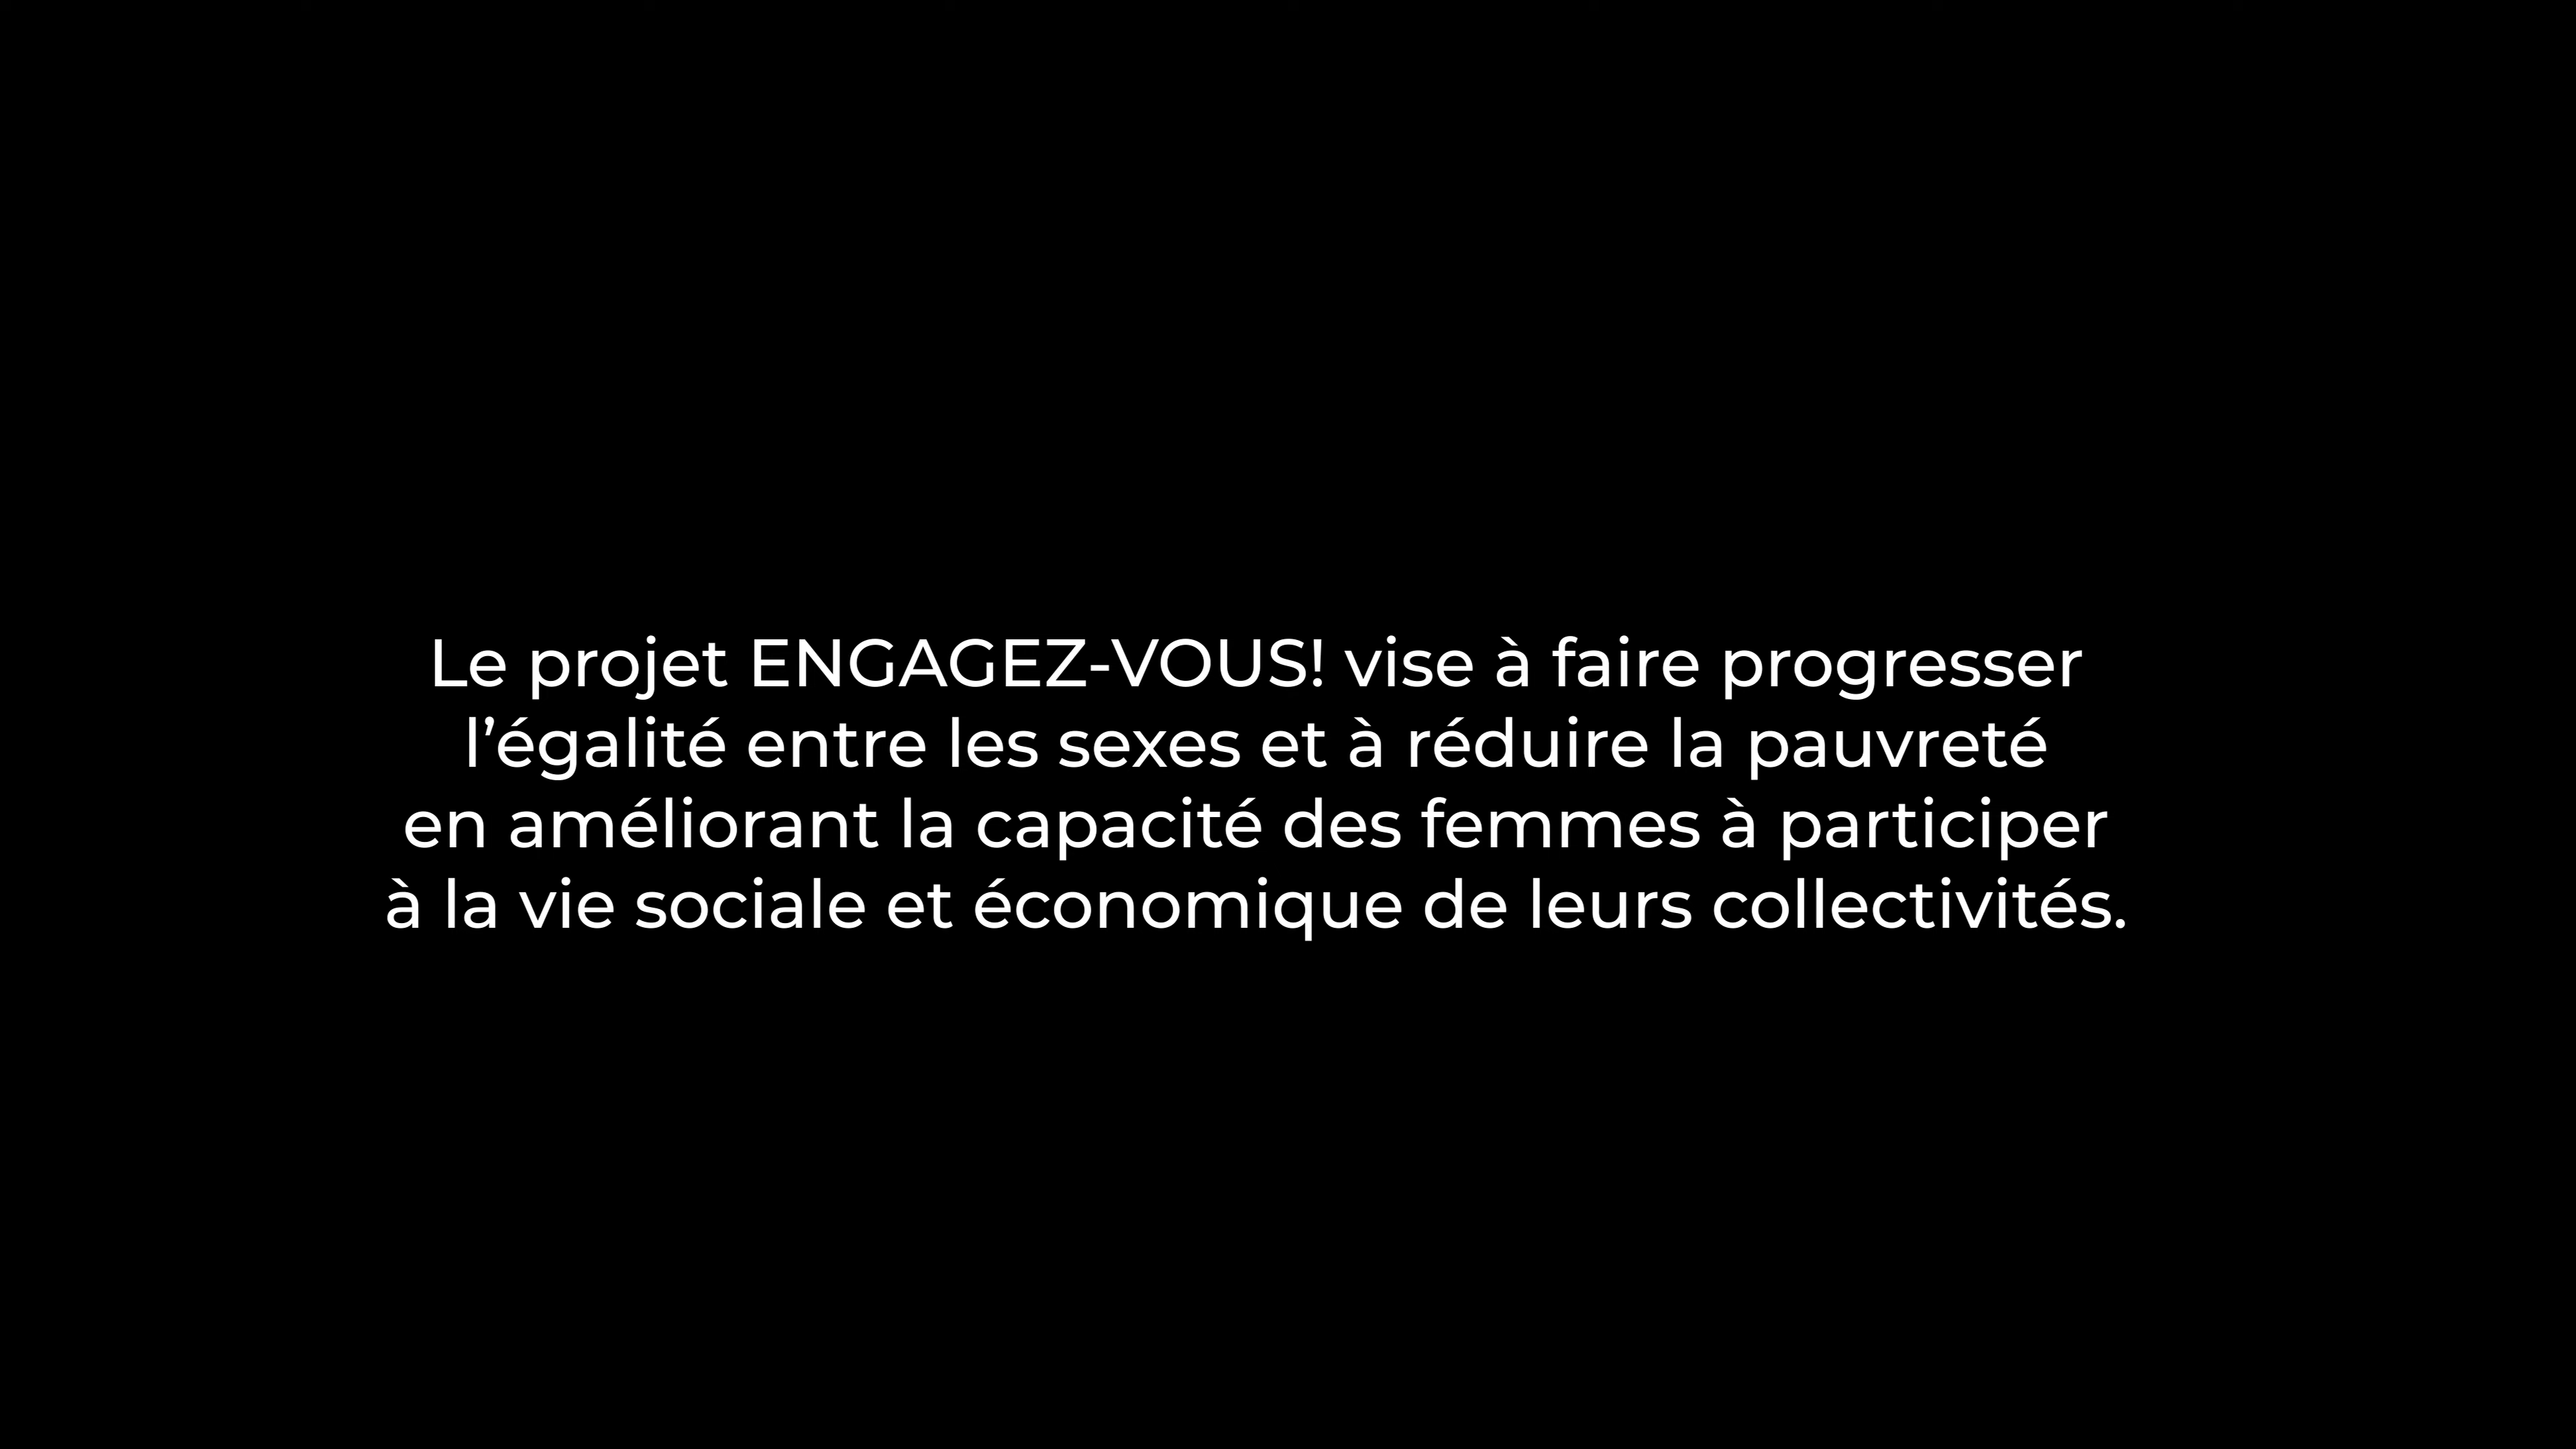 Le projet ENGAGEZ-VOUS! vise à faire progresser
l’égalité entre les sexes et à réduire la pauvreté
en améliorant la capacité des femmes à participer
à la vie sociale et économique de leurs collectivités.